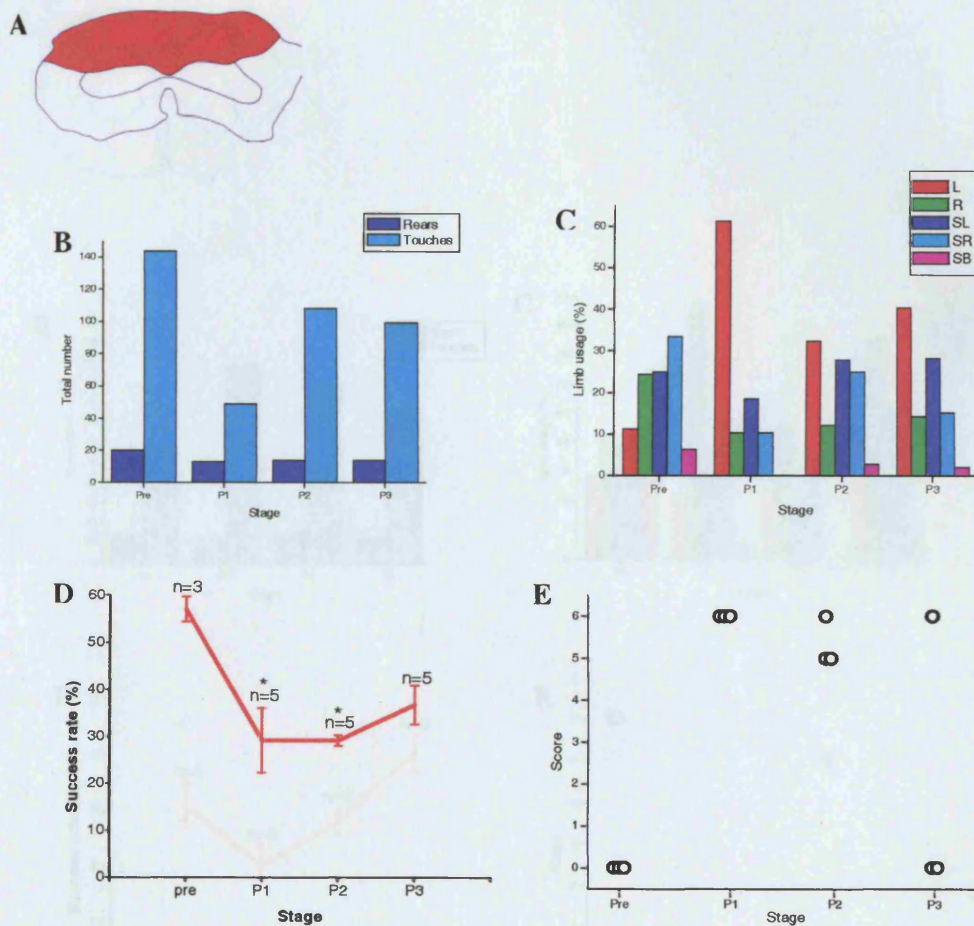 A
B
Rears
Touches
Total number
140
120
100
80
60
40
20
0
Pre P1 P2 P3
Stage
C
L
R
SL
SR
SB
Limb usage (%)
60
50
40
30
20
10
0
Pre P1 P2 P3
Stage
D
Success rate (%)
60
50
40
30
20
10
0
n=3
*
n=5
*
n=5
n=5
pre P1 P2 P3
Stage
E
Score
6
5
4
3
2
1
0
Pre P1 P2 P3
Stage